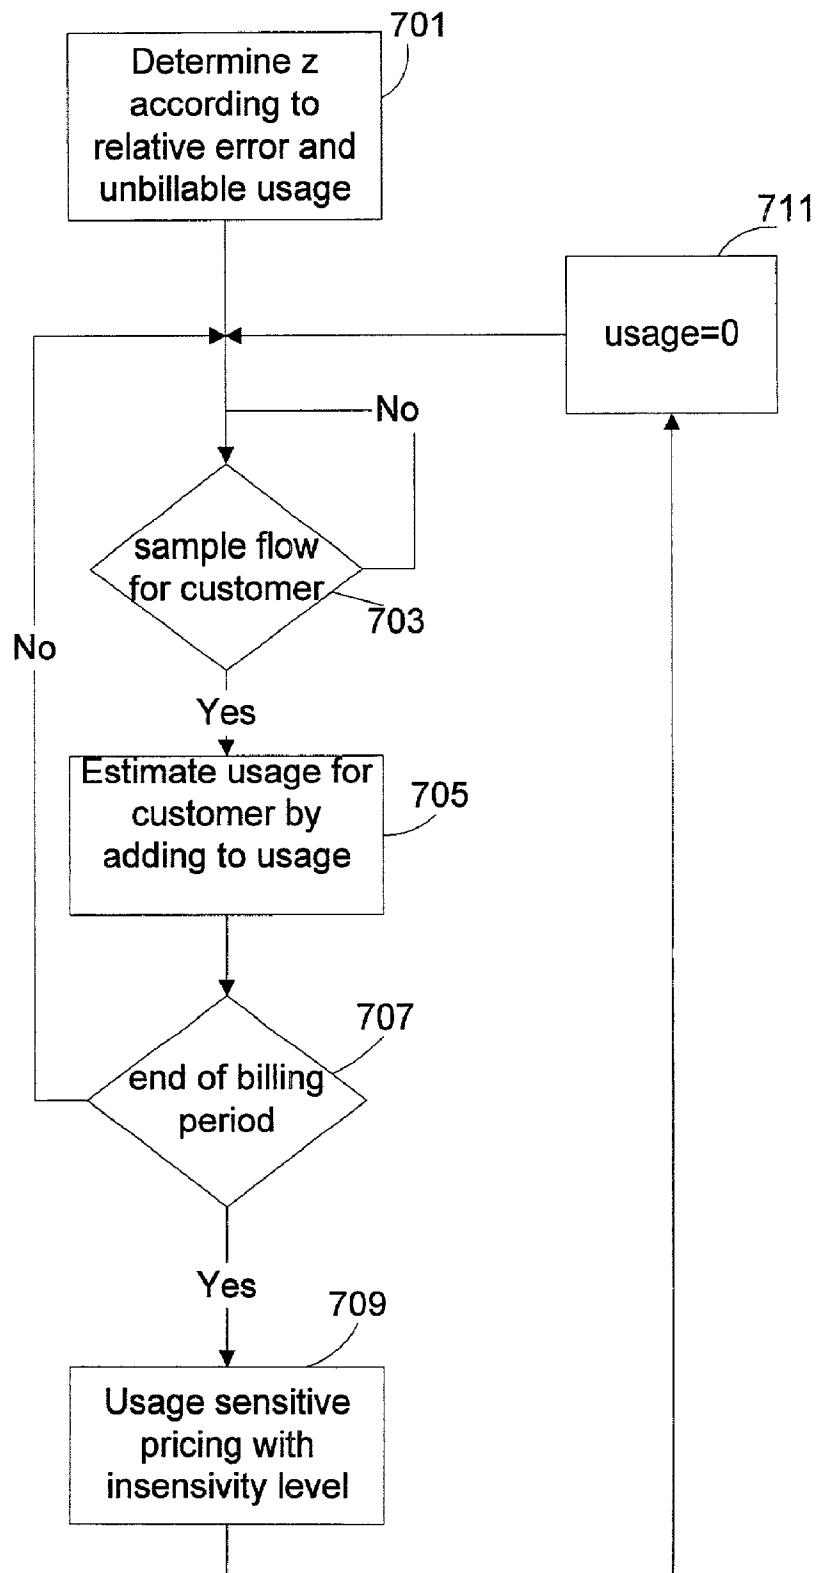 701
Determine z
according to
relative error and
unbillable usage
711
usage=0
No
sample flow
for customer
703
No
Yes
Estimate usage for
customer by
adding to usage
705
707
end of billing
period
Yes
709
Usage sensitive
pricing with
insensivity level